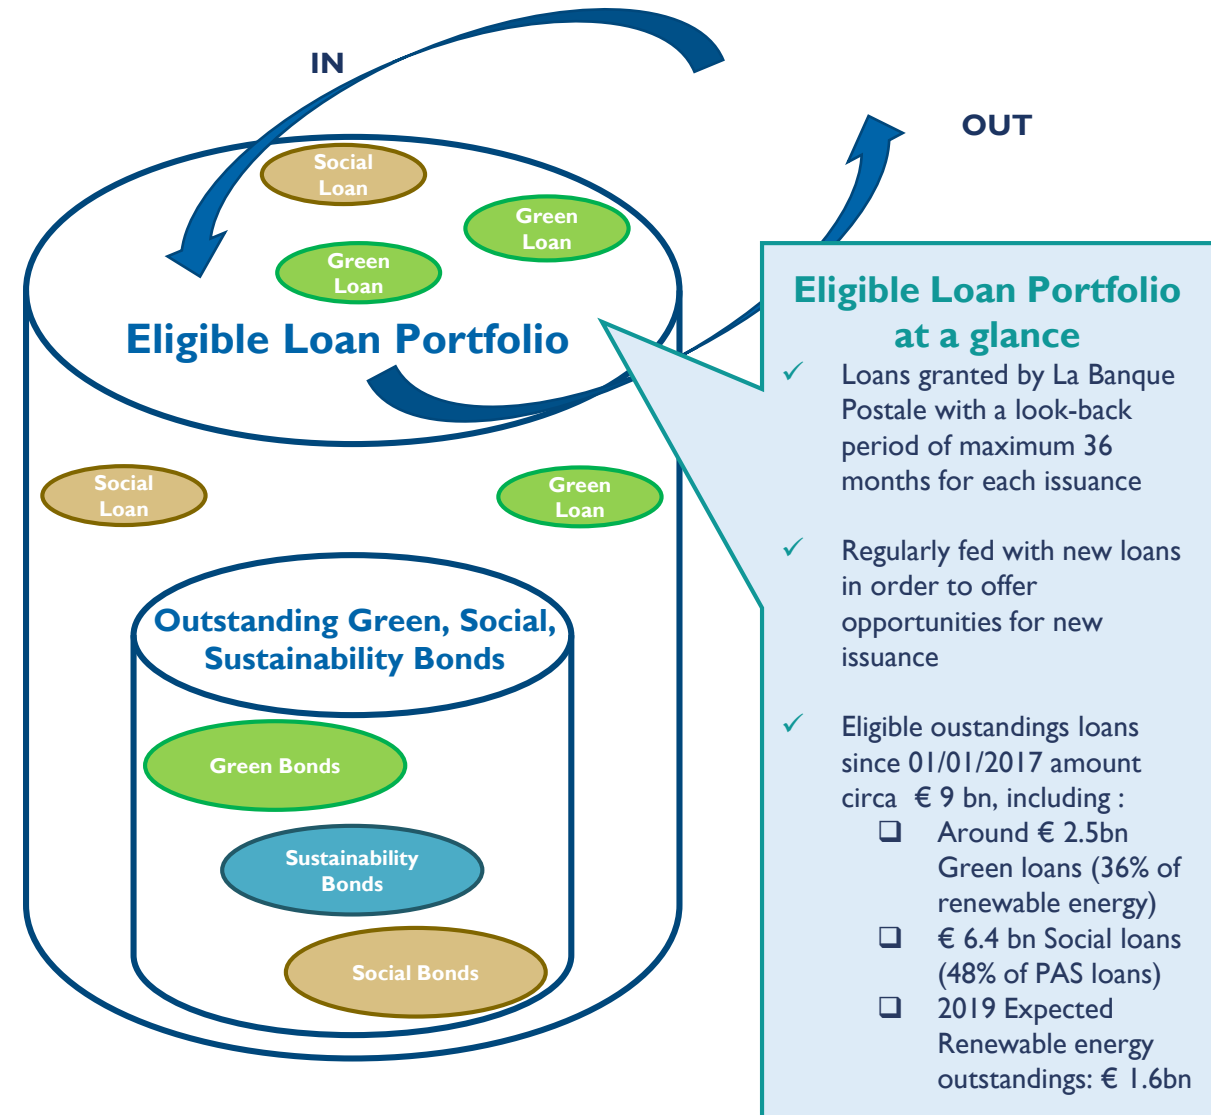 IN
OUT
Social
Loan
Green
Loan
Green
Loan
Eligible Loan Portfolio
Social
Loan
Green
Loan
Outstanding Green, Social,
Sustainability Bonds
Green Bonds
Sustainability
Bonds
Social Bonds
Eligible Loan Portfolio
at a glance
✓ Loans granted by La Banque
Postale with a look-back
period of maximum 36
months for each issuance
✓ Regularly fed with new loans
in order to offer
opportunities for new
issuance
✓ Eligible oustandings loans
since 01/01/2017 amount
circa € 9 bn, including :
❑ Around € 2.5bn
Green loans (36% of
renewable energy)
❑ € 6.4 bn Social loans
(48% of PAS loans)
❑ 2019 Expected
Renewable energy
outstandings: € 1.6bn